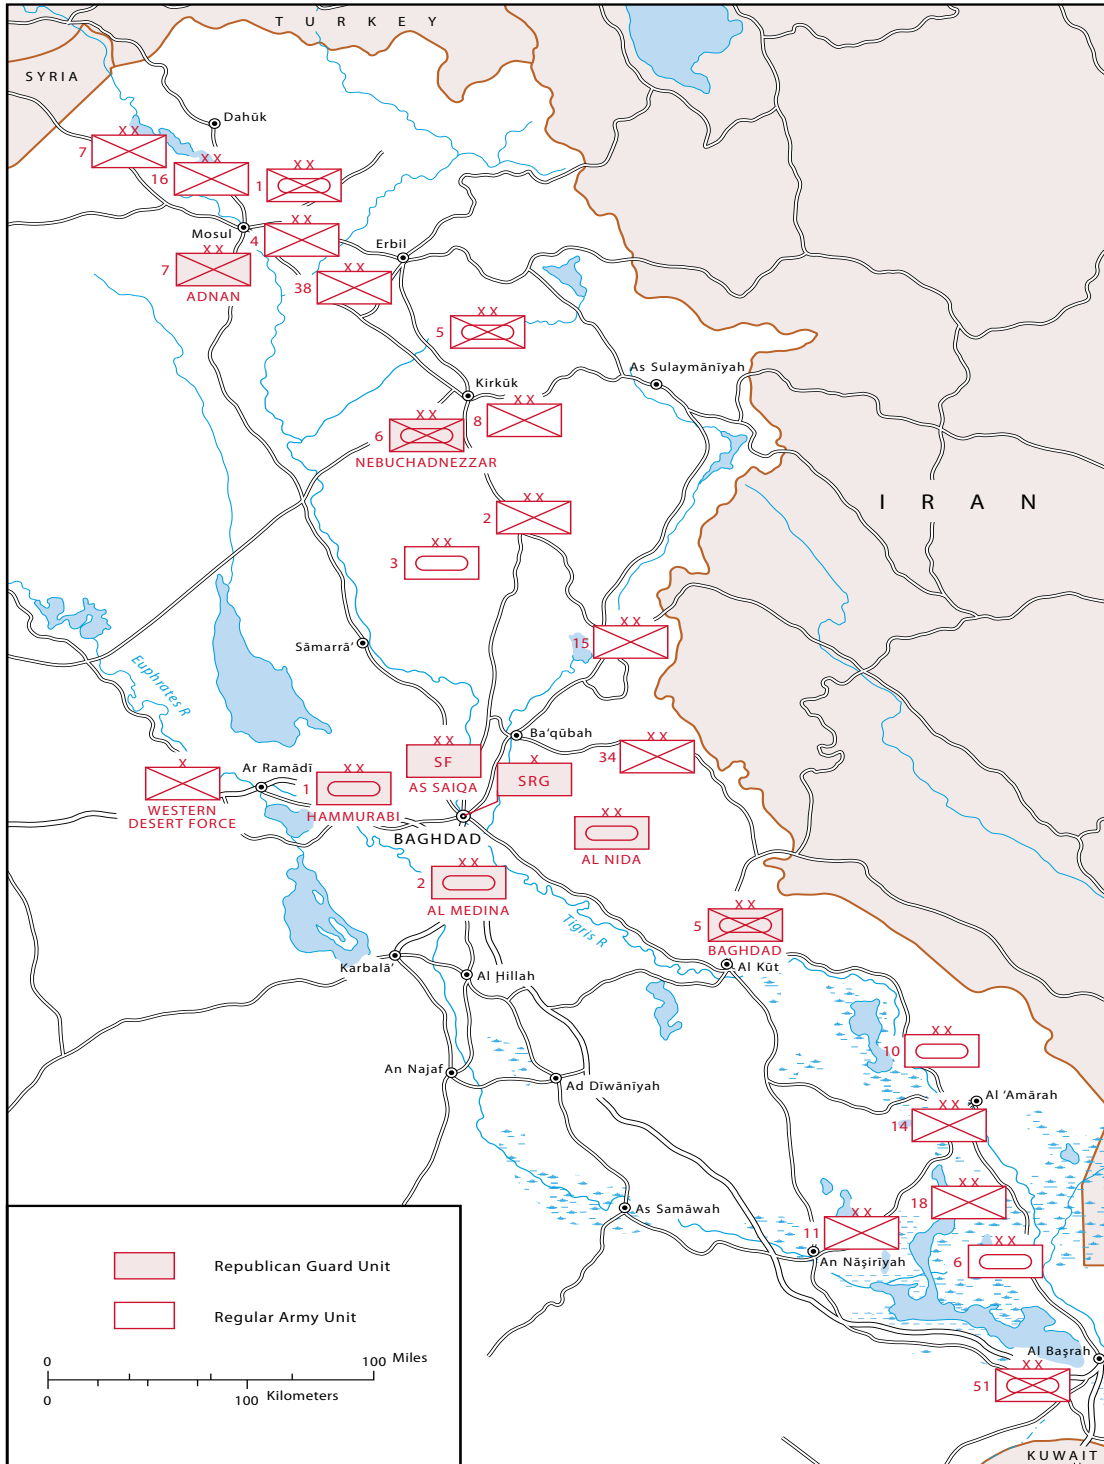 TURKEY
SYRIA
Dahūk
XX
7
XX
16
XX
1
Mosul
XX
4
Erbil
XX
7
ADNAN
XX
38
XX
5
As Sulaymānīyah
Kirkūk
XX
8
XX
6
NEBUCHADNEZZAR
IRAN
XX
2
XX
3
XX
15
Sāmarrā'
Euphrates R
Ba'qūbah
XX
34
XX
SF
AS SAIQA
X
SRG
X
WESTERN
DESERT FORCE
Ar Ramādī
XX
1
HAMMURABI
BAGHDAD
XX
AL NIDA
XX
2
AL MEDINA
Tigris R
XX
5
BAGHDAD
Al Kūt
Karbalā'
Al Ḥillah
XX
10
An Najaf
Ad Dīwānīyah
Al 'Amārah
XX
14
XX
18
As Samāwah
XX
11
An Nāşirīyah
XX
6
Al Başrah
XX
51
KUWAIT
Republican Guard Unit
Regular Army Unit
0
100 Miles
0
100 Kilometers